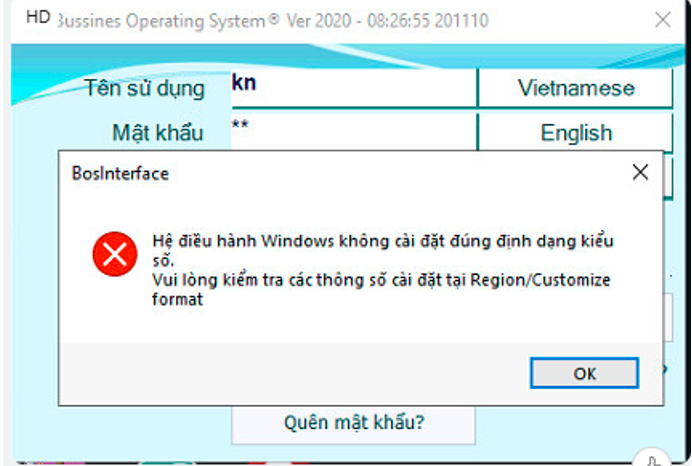 HD
Bussines Operating System® Ver 2020 - 08:26:55 201110
Tên sử dụng
kn
Vietnamese
Mật khẩu
**
English
BosInterface
Hệ điều hành Windows không cài đặt đúng định dạng kiểu
số.
Vui lòng kiểm tra các thông số cài đặt tại Region/Customize
format
OK
?
Quên mật khẩu?